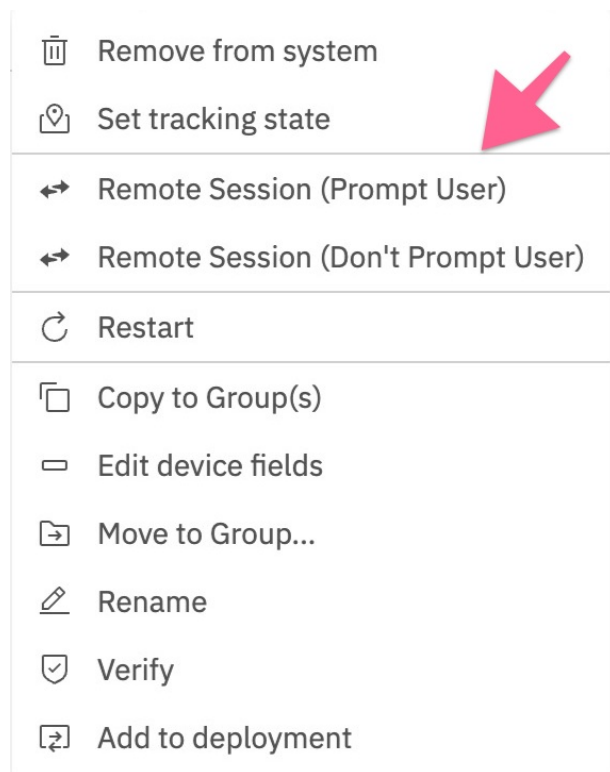 Remove from system
Set tracking state
Remote Session (Prompt User)
Remote Session (Don't Prompt User)
Restart
Copy to Group(s)
Edit device fields
Move to Group...
Rename
Verify
Add to deployment